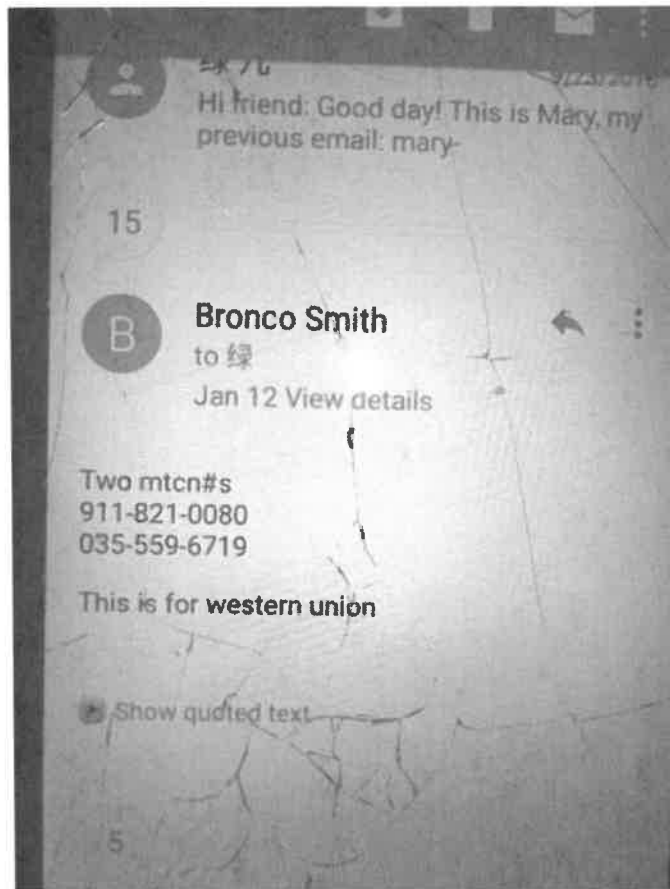 Hi friend: Good day! This is Mary, my
previous email: mary-
15
B
Bronco Smith
to 绿
Jan 12 View details
Two mtcn#s
911-821-0080
035-559-6719
This is for western union
Show quoted text
5